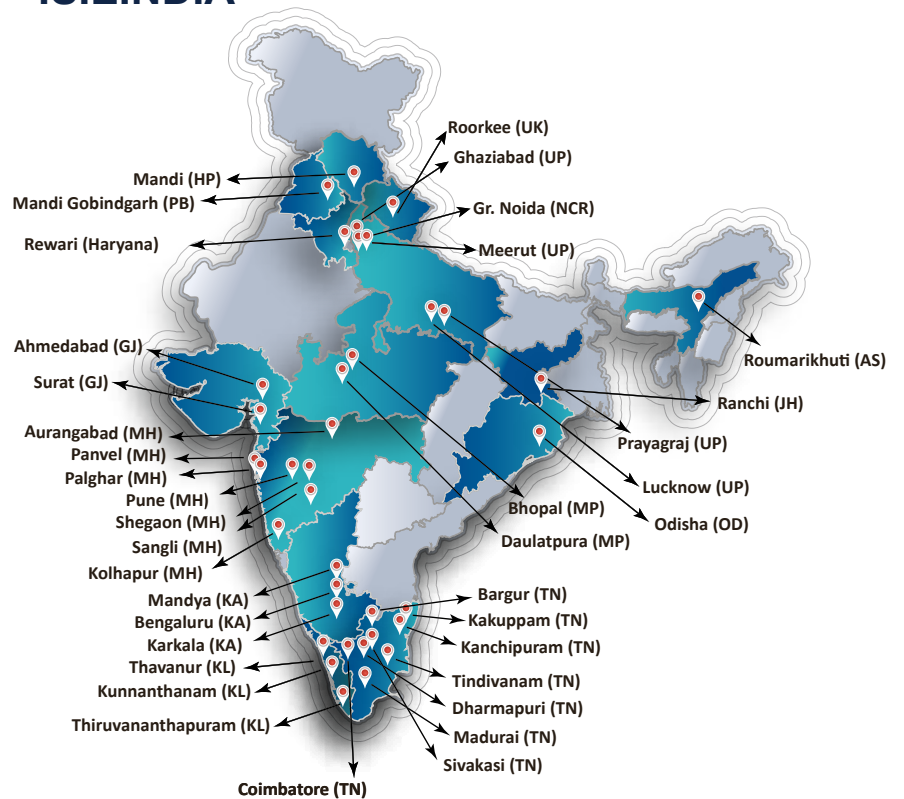 Roorkee (UK)
Ghaziabad (UP)
Mandi (HP)
Mandi Gobindgarh (PB)
Gr. Noida (NCR)
Rewari (Haryana)
Meerut (UP)
Ahmedabad (GJ)
Roumarikhuti (AS)
Surat (GJ)
Ranchi (JH)
Aurangabad (MH)
Prayagraj (UP)
Panvel (MH)
Palghar (MH)
Lucknow (UP)
Pune (MH)
Bhopal (MP)
Shegaon (MH)
Odisha (OD)
Daulatpura (MP)
Sangli (MH)
Kolhapur (MH)
Bargur (TN)
Mandya (KA)
Kakuppam (TN)
Bengaluru (KA)
Karkala (KA)
Kanchipuram (TN)
Thavanur (KL)
Tindivanam (TN)
Kunnanthanam (KL)
Dharmapuri (TN)
Thiruvananthapuram (KL)
Madurai (TN)
Sivakasi (TN)
Coimbatore (TN)